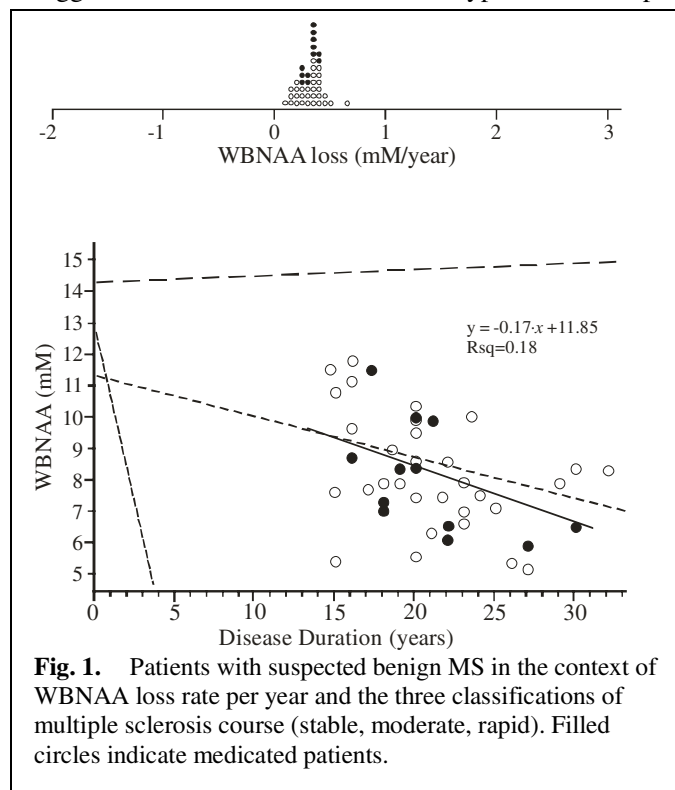 -2 -1 0 1 2 3
WBNAA loss (mM/year)
15
14
13
12
11
10
9
8
7
6
5
WBNAA (mM)
y = -0.17·x +11.85
Rsq=0.18
0 5 10 15 20 25 30
Disease Duration (years)
Fig. 1. Patients with suspected benign MS in the context of
WBNAA loss rate per year and the three classifications of
multiple sclerosis course (stable, moderate, rapid). Filled
circles indicate medicated patients.